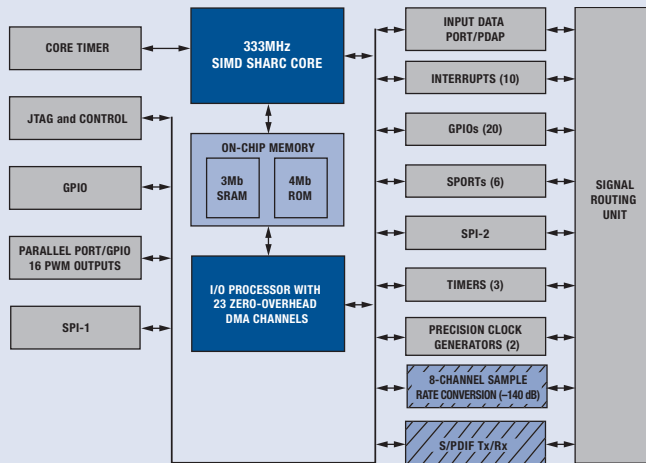 CORE TIMER
JTAG and CONTROL
GPIO
PARALLEL PORT/GPIO
16 PWM OUTPUTS
SPI-1
333MHz
SIMD SHARC CORE
ON-CHIP MEMORY
3Mb
SRAM
4Mb
ROM
I/O PROCESSOR WITH
23 ZERO-OVERHEAD
DMA CHANNELS
INPUT DATA
PORT/PDAP
INTERRUPTS (10)
GPIOs (20)
SPORTs (6)
SPI-2
TIMERS (3)
PRECISION CLOCK
GENERATORS (2)
8-CHANNEL SAMPLE
RATE CONVERSION (–140 dB)
S/PDIF Tx/Rx
SIGNAL
ROUTING
UNIT